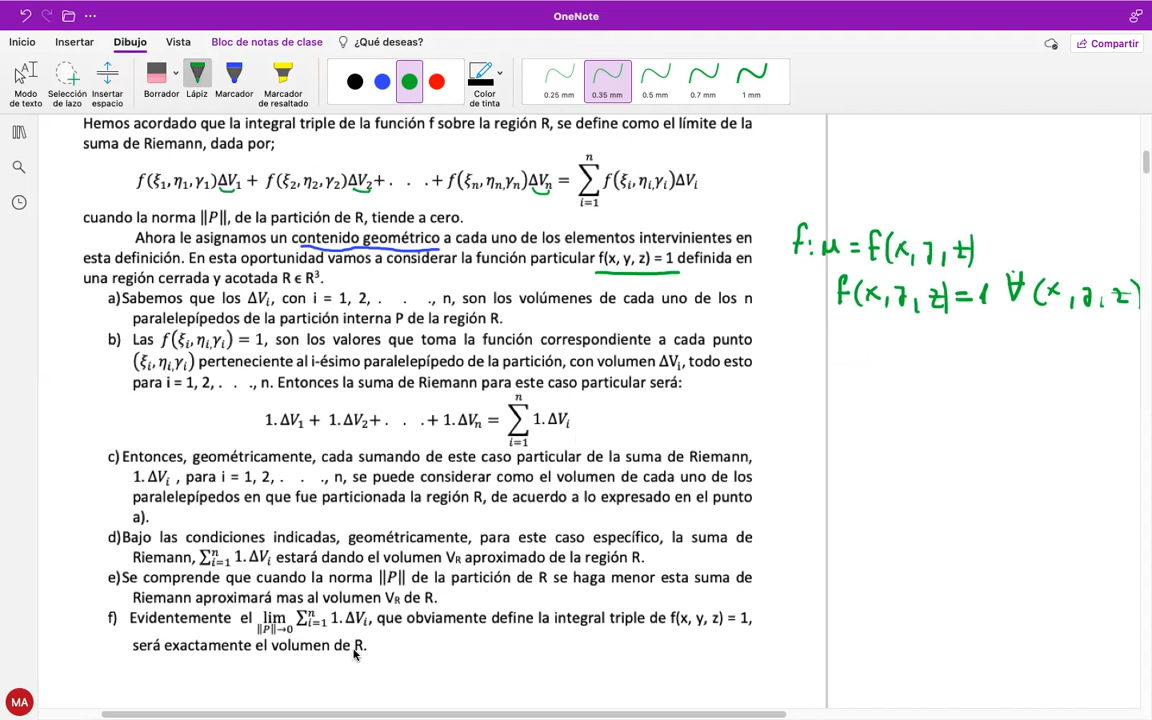 OneNote
Inicio Insertar Dibujo Vista Bloc de notas de clase ¿Qué deseas? Compartir
Modo de texto
Selección de lazo
Insertar espacio
Borrador
Lápiz
Marcador
Marcador de resaltado
Color de tinta
0.25 mm 0.35 mm 0.5 mm 0.7 mm 1 mm
Hemos acordado que la integral triple de la función f sobre la región R, se define como el límite de la
suma de Riemann, dada por;
f(ξ₁, η₁, γ₁)ΔV₁ + f(ξ₂, η₂, γ₂)ΔV₂+ . . . + f(ξₙ, ηₙ, γₙ)ΔVₙ = ∑ⁿᵢ₌₁ f(ξᵢ, ηᵢ, γᵢ)ΔVᵢ
cuando la norma ‖P‖, de la partición de R, tiende a cero.
Ahora le asignamos un contenido geométrico a cada uno de los elementos intervinientes en
esta definición. En esta oportunidad vamos a considerar la función particular f(x, y, z) = 1 definida en
una región cerrada y acotada R ϵ R³.
a)Sabemos que los ΔVᵢ, con i = 1, 2, . . ., n, son los volúmenes de cada uno de los n
paralelepípedos de la partición interna P de la región R.
b) Las f(ξᵢ, ηᵢ, γᵢ) = 1, son los valores que toma la función correspondiente a cada punto
(ξᵢ, ηᵢ, γᵢ) perteneciente al i-ésimo paralelepípedo de la partición, con volumen ΔVᵢ, todo esto
para i = 1, 2, . . ., n. Entonces la suma de Riemann para este caso particular será:
1. ΔV₁ + 1. ΔV₂+ . . . + 1. ΔVₙ = ∑ⁿᵢ₌₁ 1. ΔVᵢ
c) Entonces, geométricamente, cada sumando de este caso particular de la suma de Riemann,
1. ΔVᵢ , para i = 1, 2, . . ., n, se puede considerar como el volumen de cada uno de los
paralelepípedos en que fue particionada la región R, de acuerdo a lo expresado en el punto
a).
d)Bajo las condiciones indicadas, geométricamente, para este caso específico, la suma de
Riemann, ∑ⁿᵢ₌₁ 1. ΔVᵢ estará dando el volumen VR aproximado de la región R.
e)Se comprende que cuando la norma ‖P‖ de la partición de R se haga menor esta suma de
Riemann aproximará mas al volumen VR de R.
f) Evidentemente el lim ‖P‖→0 ∑ⁿᵢ₌₁ 1. ΔVᵢ, que obviamente define la integral triple de f(x, y, z) = 1,
será exactamente el volumen de R.
f: u = f(x, y, z)
f(x, y, z) = 1 ∀ (x, y, z)
MA